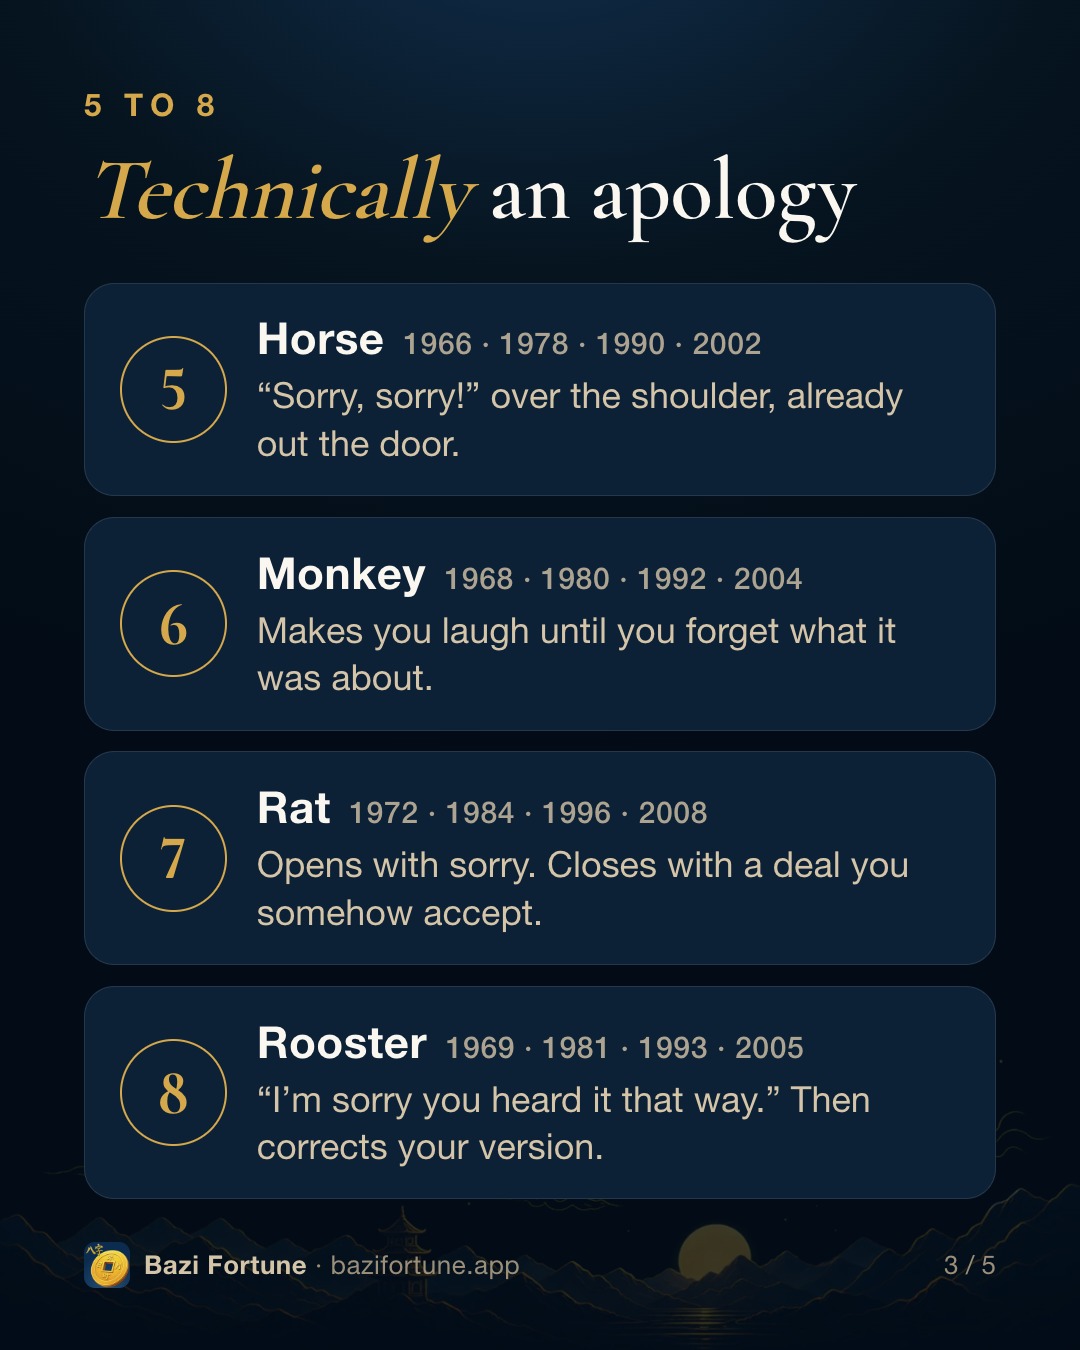 5 TO 8
Technically an apology
5
Horse 1966 · 1978 · 1990 · 2002
“Sorry, sorry!” over the shoulder, already
out the door.
6
Monkey 1968 · 1980 · 1992 · 2004
Makes you laugh until you forget what it
was about.
7
Rat 1972 · 1984 · 1996 · 2008
Opens with sorry. Closes with a deal you
somehow accept.
8
Rooster 1969 · 1981 · 1993 · 2005
“I’m sorry you heard it that way.” Then
corrects your version.
八字
Bazi Fortune · bazifortune.app
3 / 5